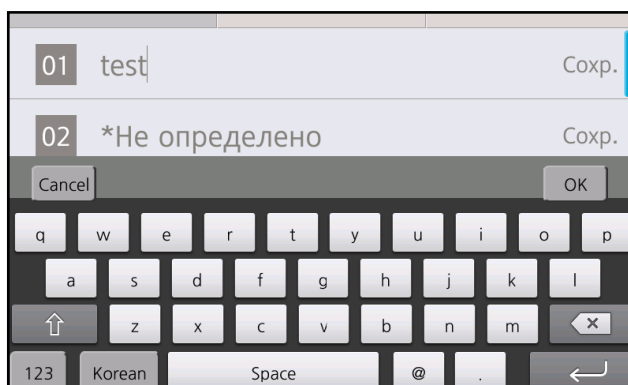 01 test Сохр.
02 *Не определено Сохр.
Cancel OK
q w e r t y u i o p
a s d f g h j k l
z x c v b n m
123 Korean Space @ .